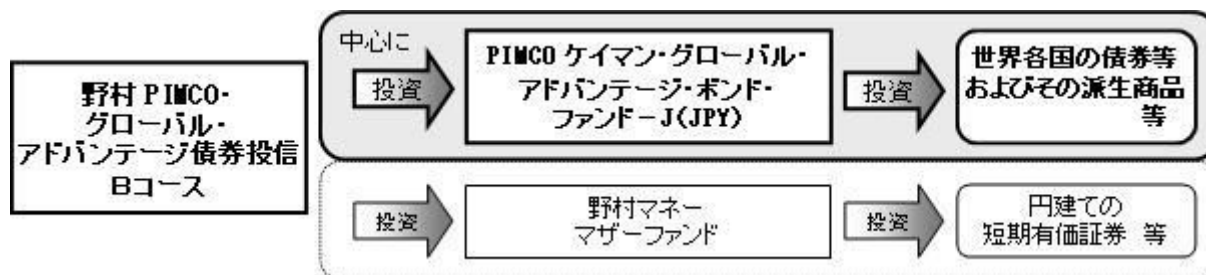 野村 PIMCO・
グローバル・
アドバンテージ債券投信
Bコース
中心に
投資
PIMCO ケイマン・グローバル・
アドバンテージ・ボンド・
ファンド－J(JPY)
投資
世界各国の債券等
およびその派生商品
等
投資
野村マネー
マザーファンド
投資
円建ての
短期有価証券 等